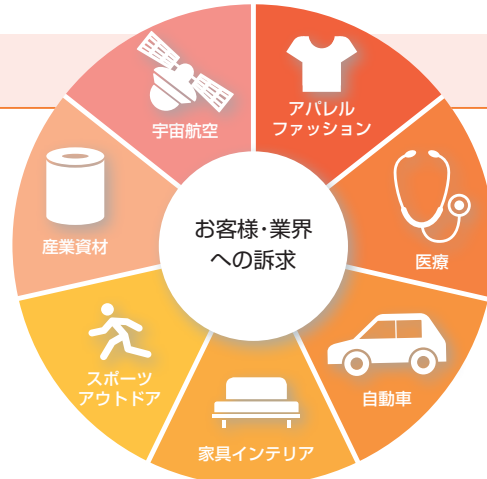 お客様・業界
への訴求
アパレル
ファッション
医療
自動車
家具インテリア
スポーツ
アウトドア
産業資材
宇宙航空